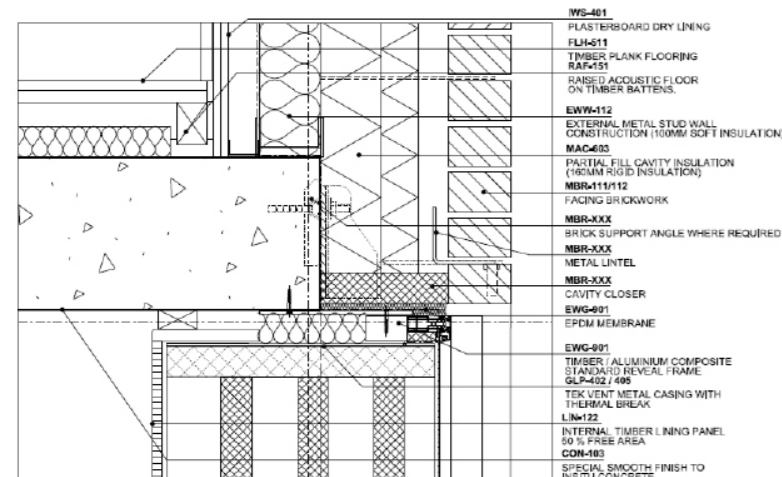 IWS-401
PLASTERBOARD DRY LINING
FLH-511
TIMBER PLANK FLOORING
RAF-151
RAISED ACOUSTIC FLOOR
ON TIMBER BATTENS.
EWW-112
EXTERNAL METAL STUD WALL
CONSTRUCTION (100MM SOFT INSULATION)
MAC-603
PARTIAL FILL CAVITY INSULATION
(160MM RIGID INSULATION)
MBR-111/112
FACING BRICKWORK
MBR-XXX
BRICK SUPPORT ANGLE WHERE REQUIRED
MBR-XXX
METAL LINTEL
MBR-XXX
CAVITY CLOSER
EWG-901
EPDM MEMBRANE
EWG-901
TIMBER / ALUMINIUM COMPOSITE
STANDARD REVEAL FRAME
GLP-402 / 405
TEK VENT METAL CASING WITH
THERMAL BREAK
LIN-122
INTERNAL TIMBER LINING PANEL
50 % FREE AREA
CON-103
SPECIAL SMOOTH FINISH TO
INSITU CONCRETE